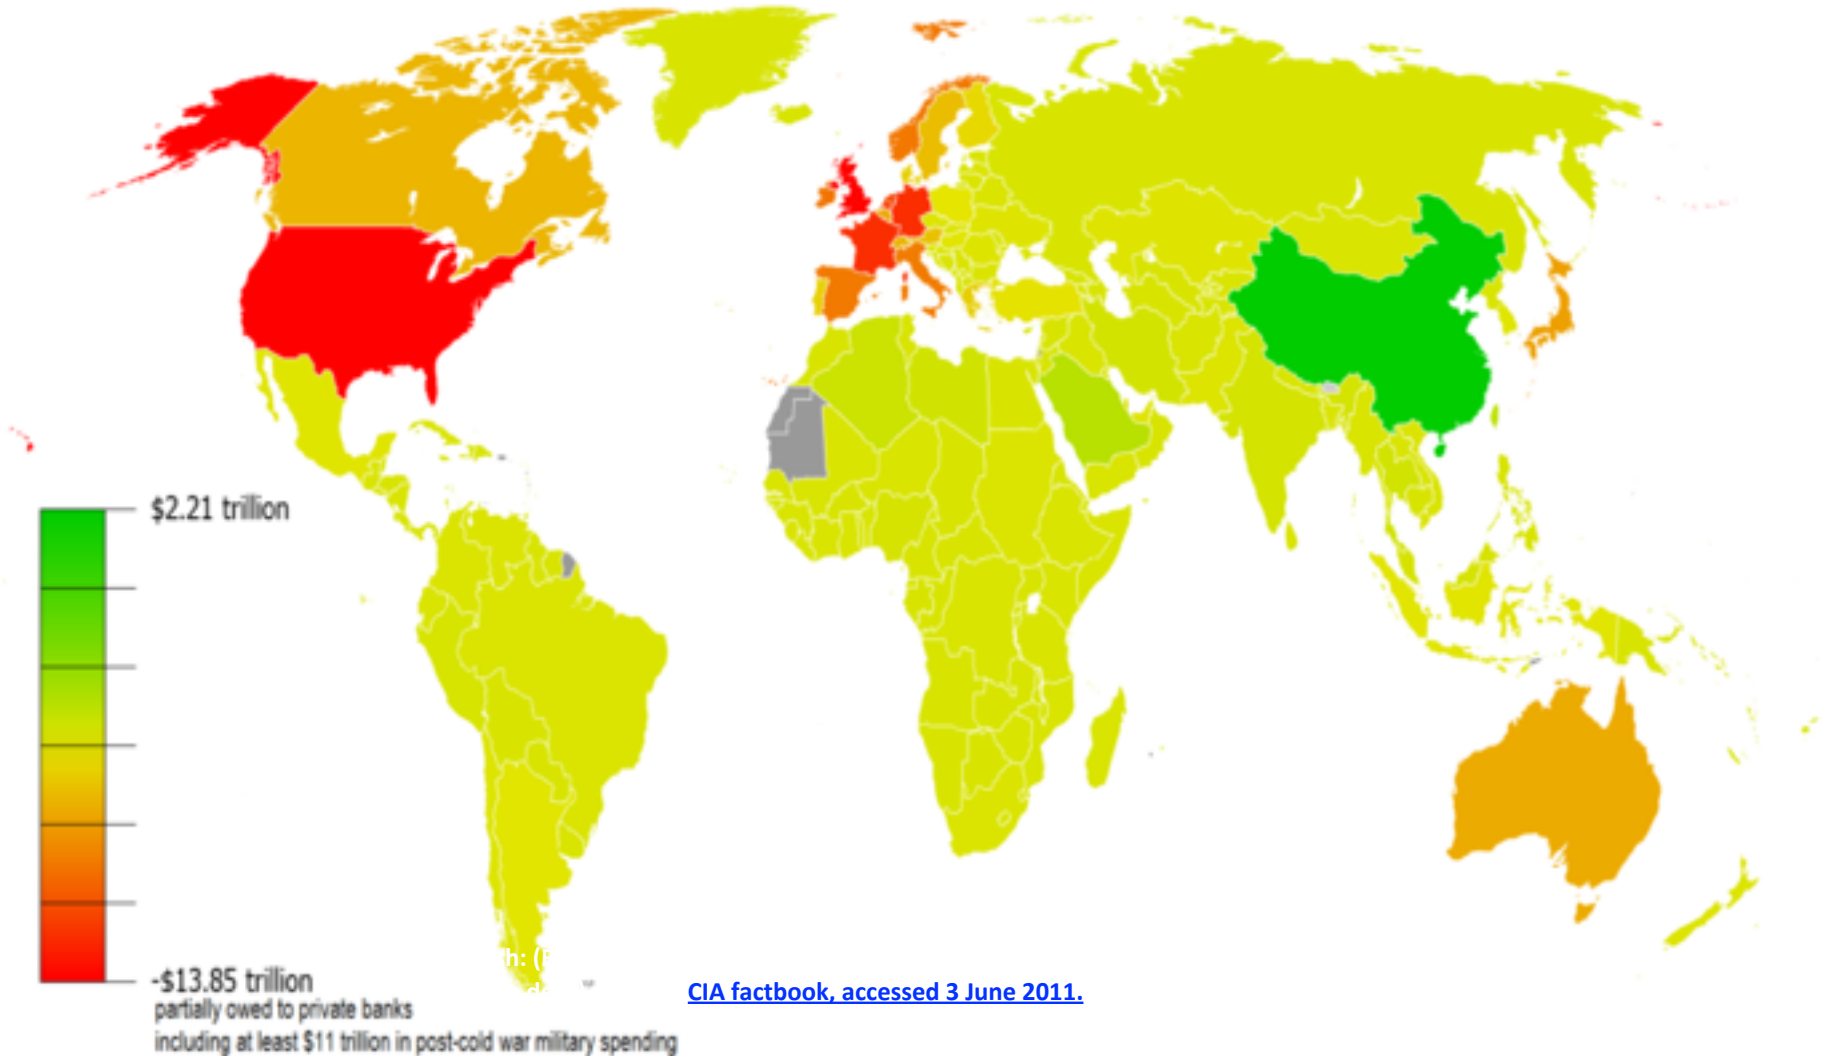 $2.21 trillion
-$13.85 trillion
partially owed to private banks
including at least $11 trillion in post-cold war military spending
h: (
d
CIA factbook, accessed 3 June 2011.